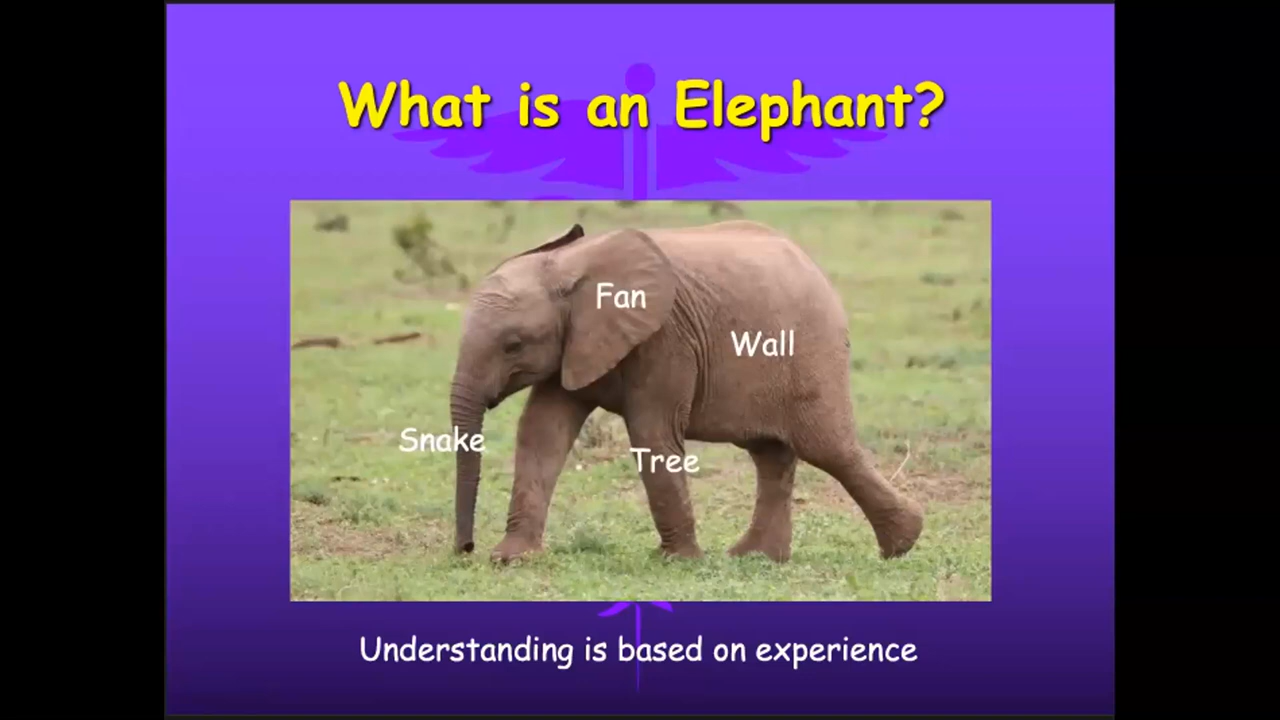 What is an Elephant?
Fan
Wall
Snake
Tree
Understanding is based on experience